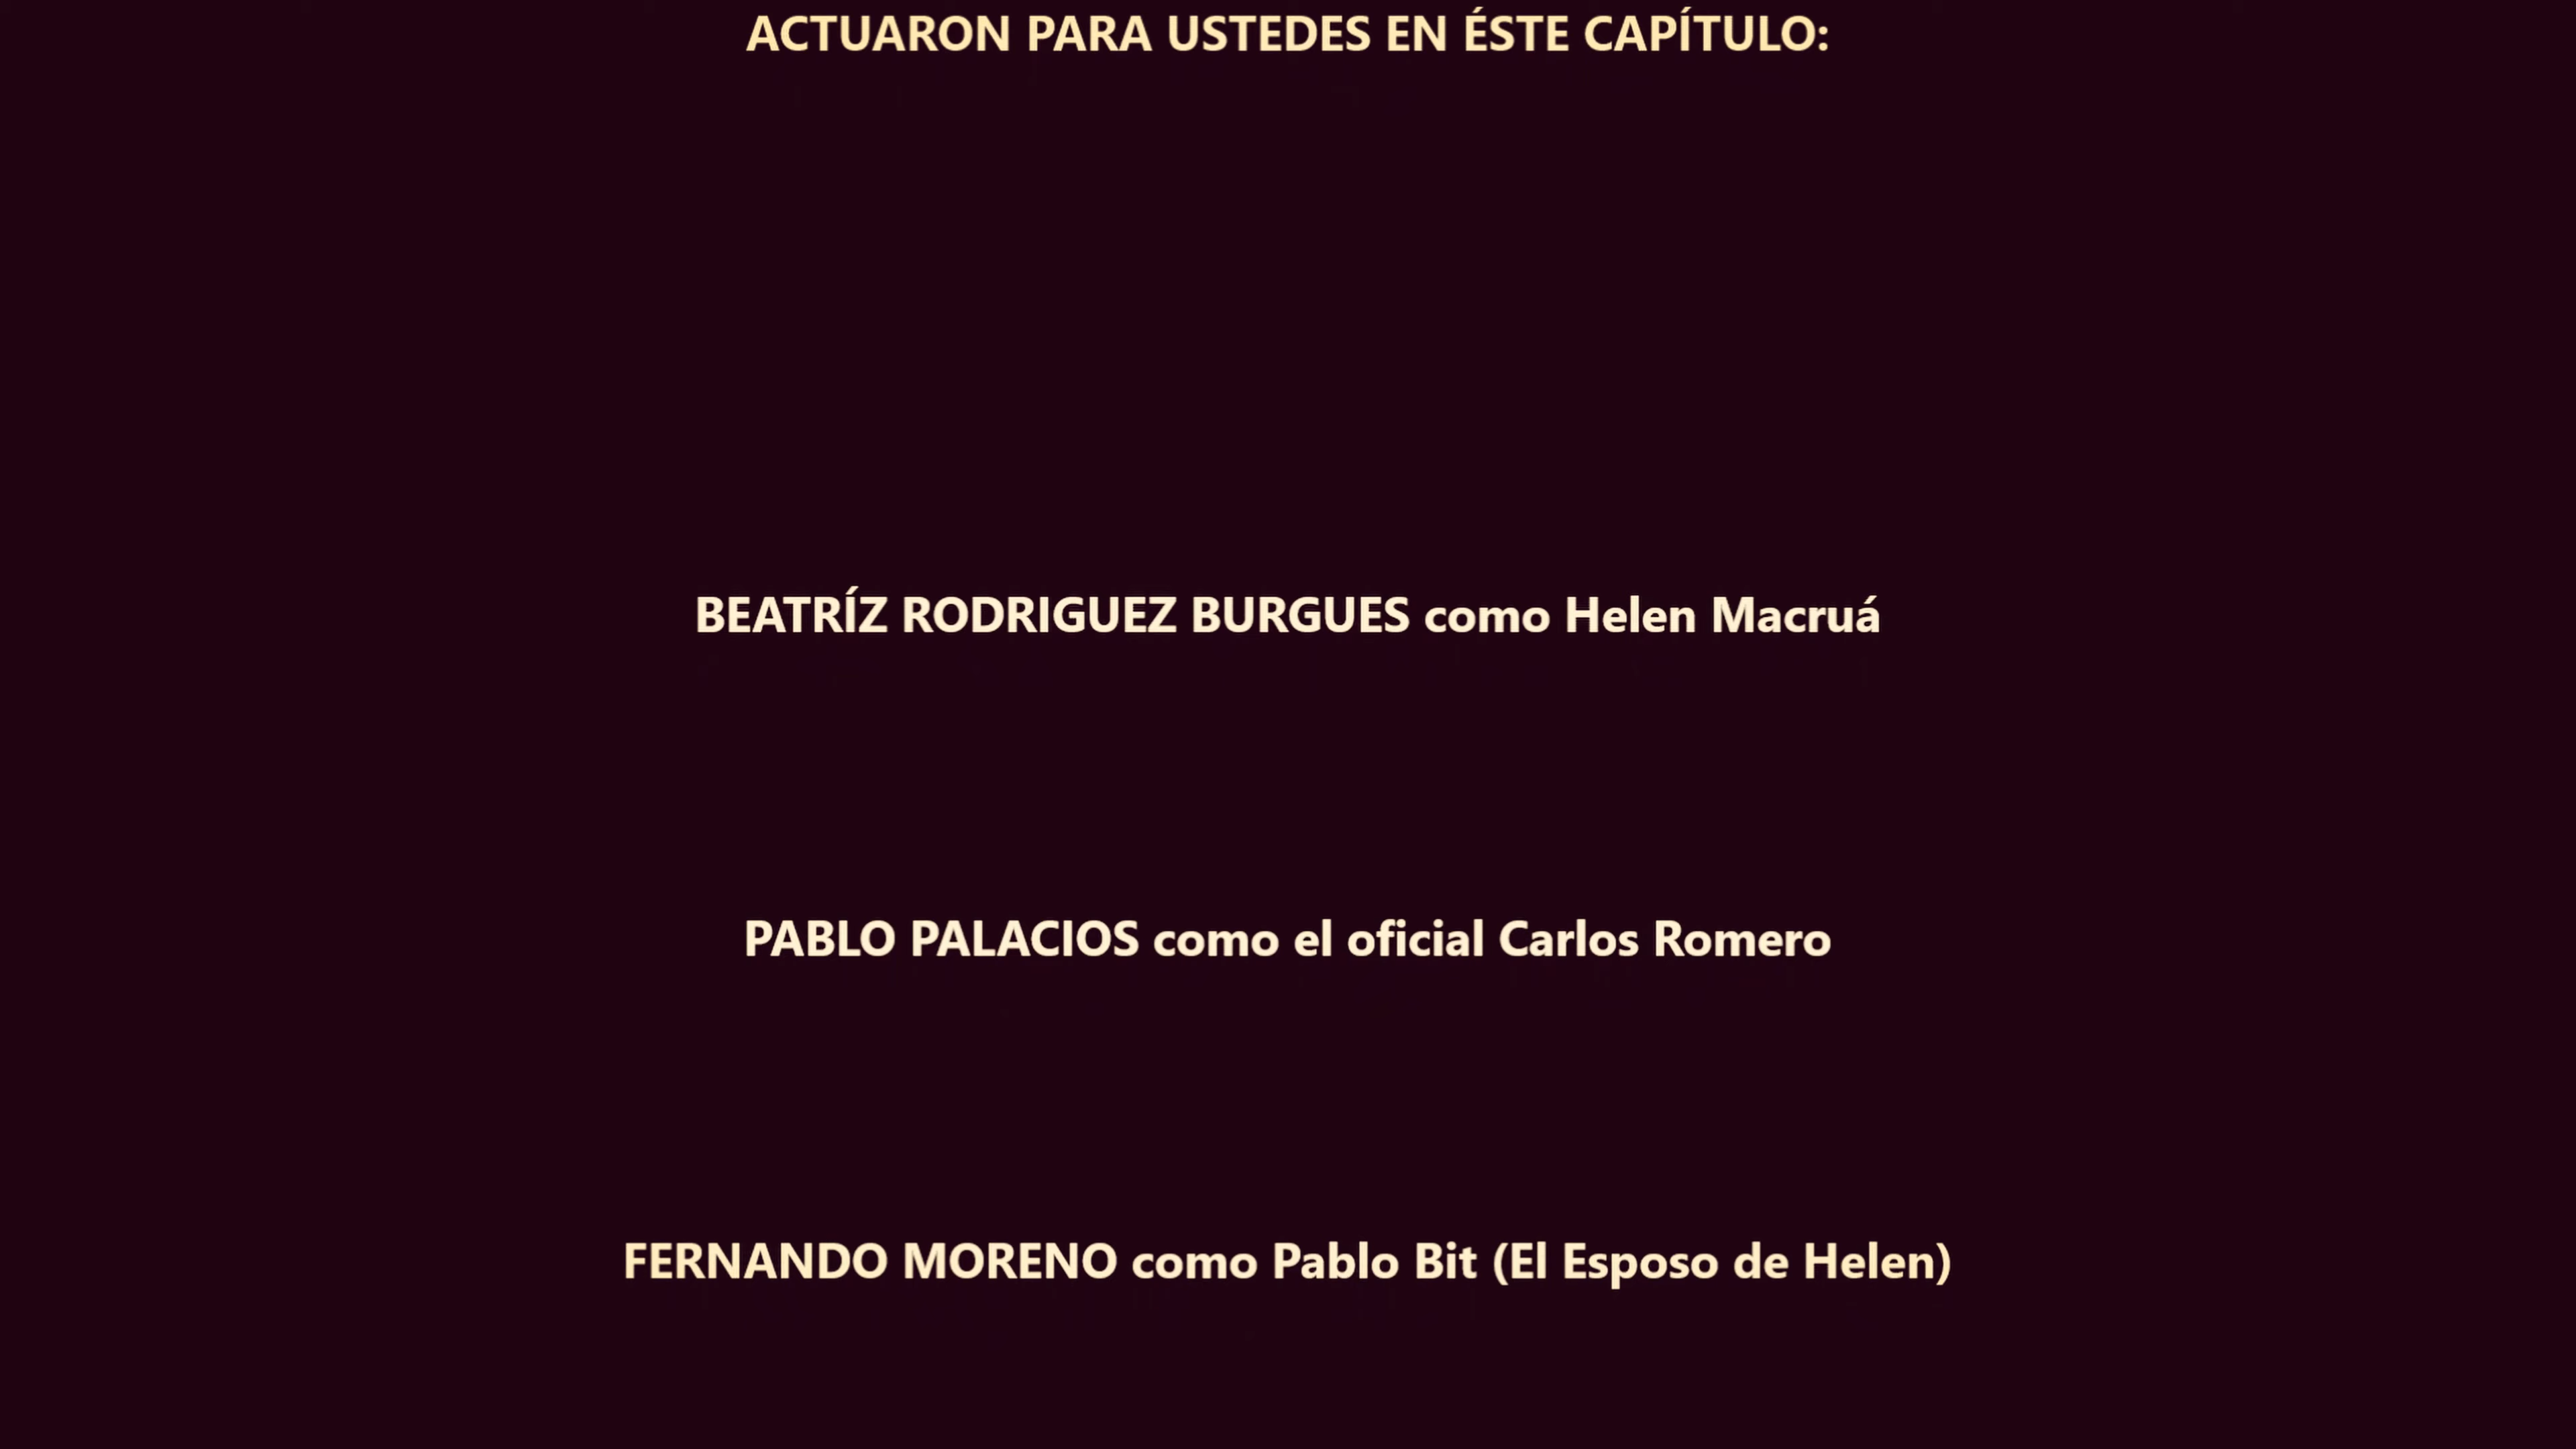 ACTUARON PARA USTEDES EN ÉSTE CAPÍTULO:
BEATRÍZ RODRIGUEZ BURGUES como Helen Macruá
PABLO PALACIOS como el oficial Carlos Romero
FERNANDO MORENO como Pablo Bit (El Esposo de Helen)